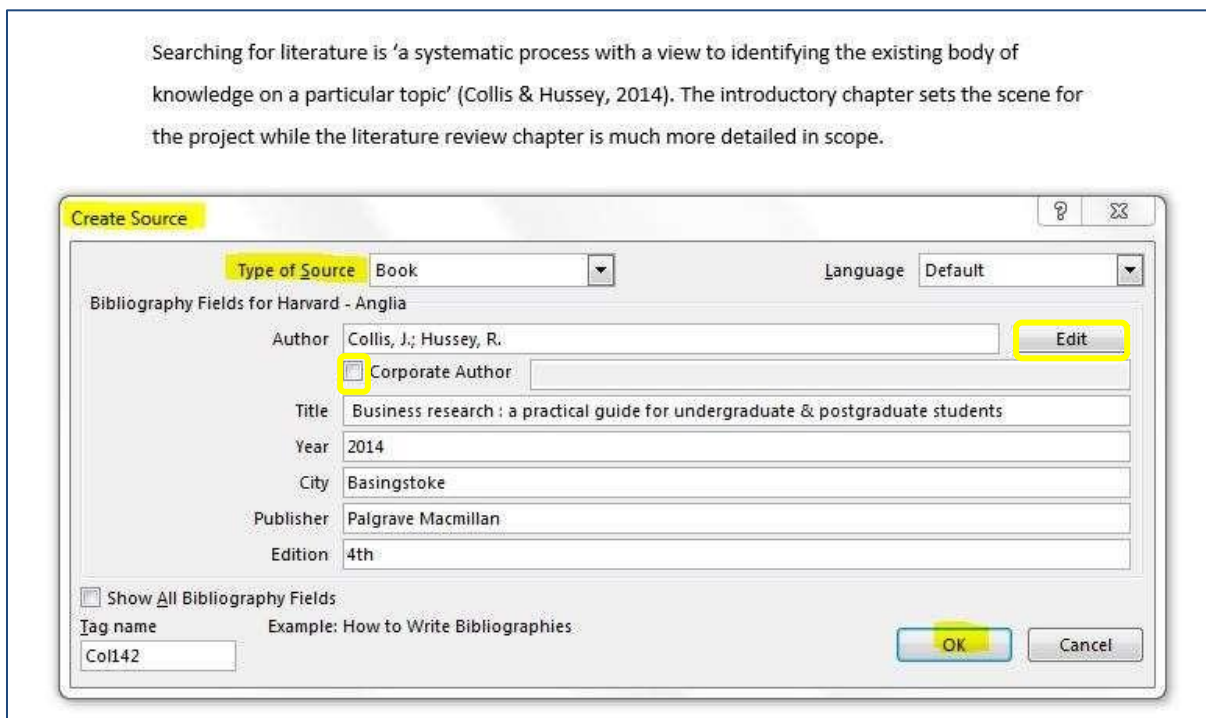 Searching for literature is ‘a systematic process with a view to identifying the existing body of
knowledge on a particular topic’ (Collis & Hussey, 2014). The introductory chapter sets the scene for
the project while the literature review chapter is much more detailed in scope.
Create Source
Type of Source Book Language Default
Bibliography Fields for Harvard - Anglia
Author Collis, J.; Hussey, R. Edit
Corporate Author
Title Business research : a practical guide for undergraduate & postgraduate students
Year 2014
City Basingstoke
Publisher Palgrave Macmillan
Edition 4th
Show All Bibliography Fields
Tag name Example: How to Write Bibliographies
Col142 OK Cancel